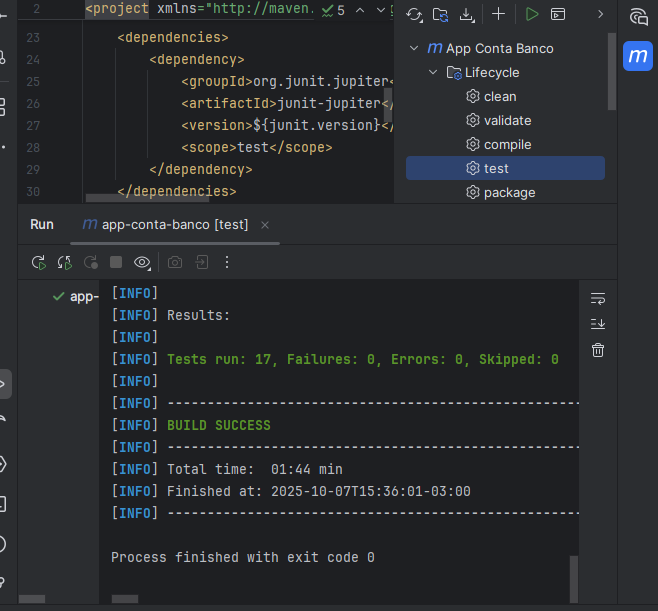 2 <project xmlns="http://maven. 5
23 <dependencies>
24 <dependency>
25 <groupId>org.junit.jupiter<
26 <artifactId>junit-jupiter</
27 <version>${junit.version}</
28 <scope>test</scope>
29 </dependency>
30 </dependencies>
m App Conta Banco
Lifecycle
clean
validate
compile
test
package
m
Run m app-conta-banco [test]
app-
[INFO]
[INFO] Results:
[INFO]
[INFO] Tests run: 17, Failures: 0, Errors: 0, Skipped: 0
[INFO]
[INFO] ---------------------------------------------------
[INFO] BUILD SUCCESS
[INFO] ---------------------------------------------------
[INFO] Total time:  01:44 min
[INFO] Finished at: 2025-10-07T15:36:01-03:00
[INFO] ---------------------------------------------------
Process finished with exit code 0